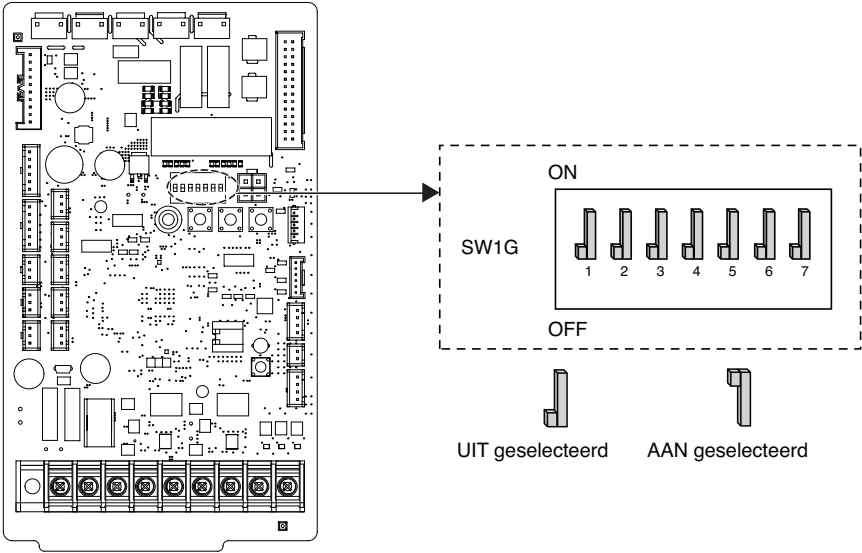 ON
SW1G
1 2 3 4 5 6 7
OFF
UIT geselecteerd
AAN geselecteerd